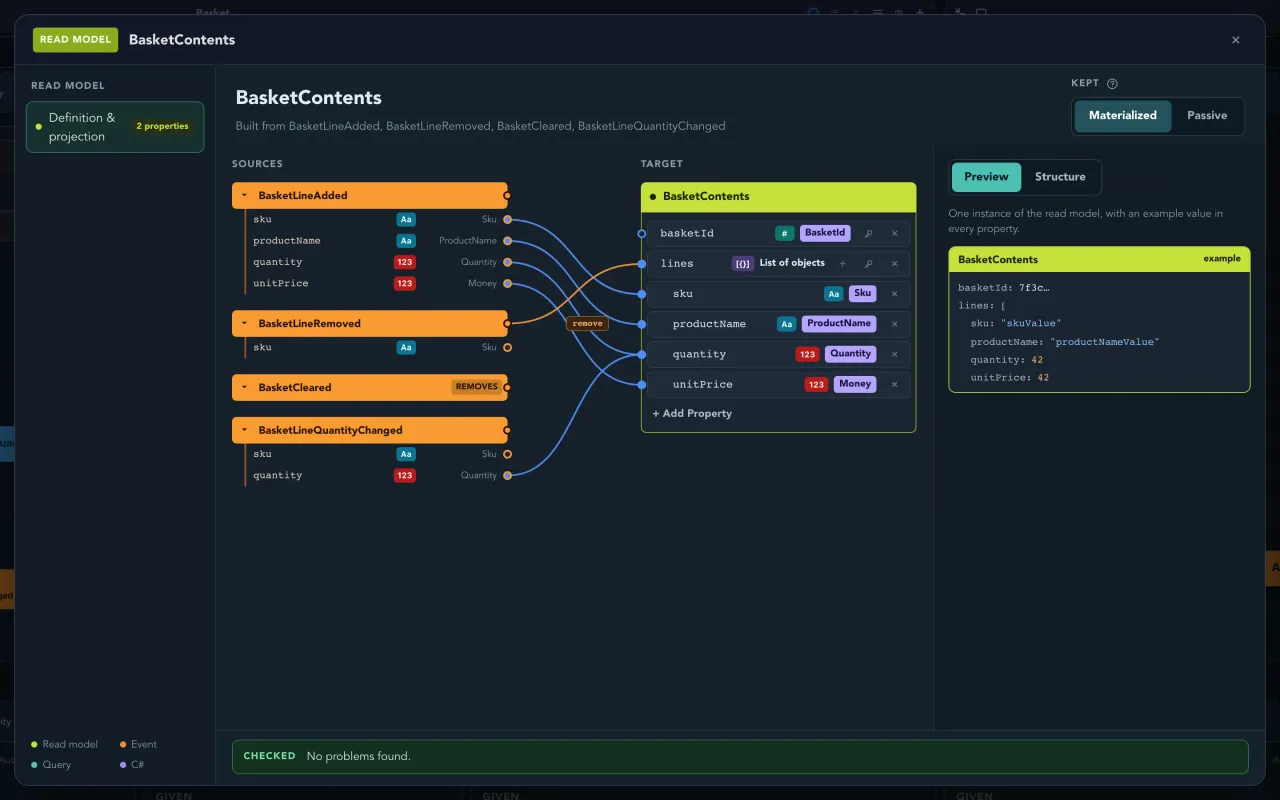 Basket
READ MODEL
BasketContents
×
READ MODEL
Definition &
projection
2 properties
BasketContents
Built from BasketLineAdded, BasketLineRemoved, BasketCleared, BasketLineQuantityChanged
KEPT ?
Materialized
Passive
SOURCES
TARGET
BasketLineAdded
sku Aa Sku
productName Aa ProductName
quantity 123 Quantity
unitPrice 123 Money
BasketLineRemoved
sku Aa Sku
BasketCleared REMOVES
BasketLineQuantityChanged
sku Aa Sku
quantity 123 Quantity
remove
BasketContents
basketId # BasketId ×
lines [{}] List of objects + ×
sku Aa Sku ×
productName Aa ProductName ×
quantity 123 Quantity ×
unitPrice 123 Money ×
+ Add Property
Preview
Structure
One instance of the read model, with an example value in
every property.
BasketContents example
basketId: 7f3c…
lines: [
sku: "skuValue"
productName: "productNameValue"
quantity: 42
unitPrice: 42
Read model
Event
Query
C#
CHECKED No problems found.
GIVEN
GIVEN
GIVEN